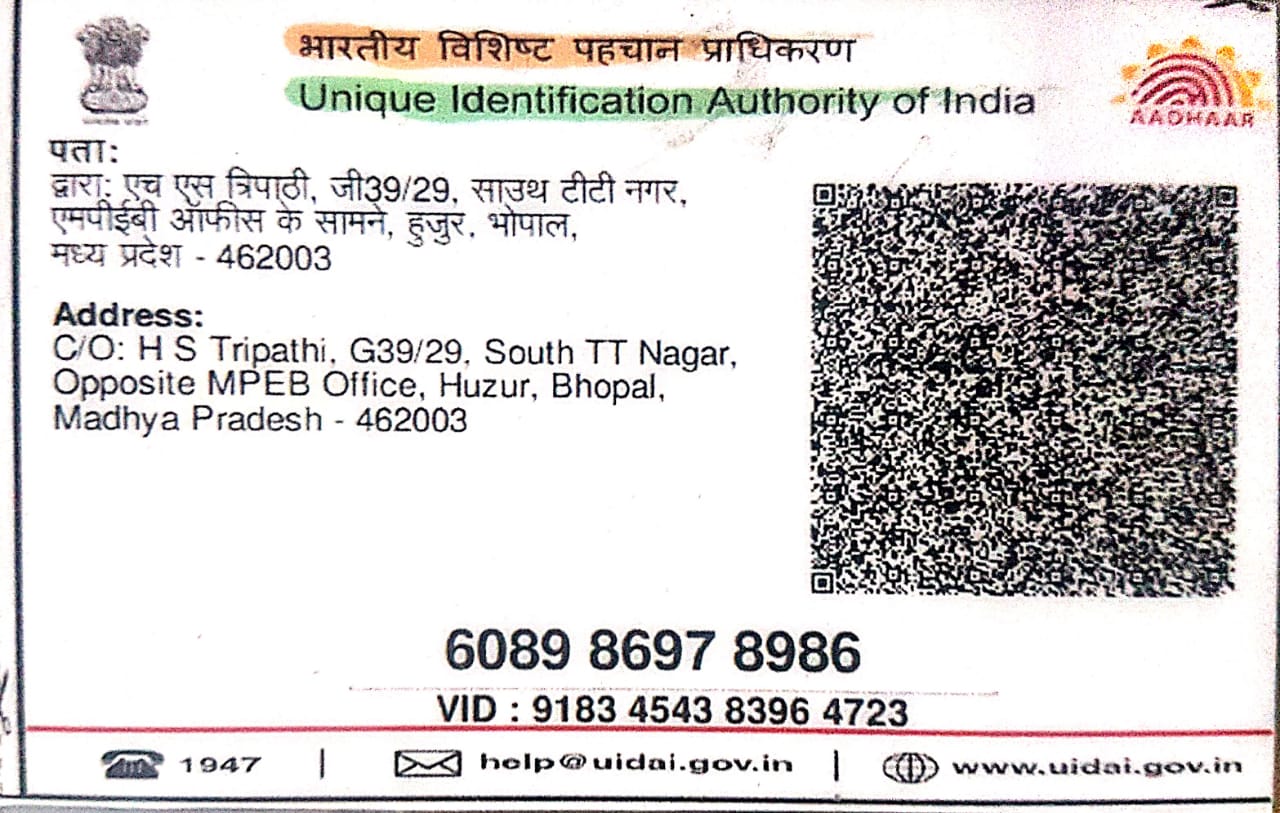 भारतीय विशिष्ट पहचान प्राधिकरण
Unique Identification Authority of India
AADHAAR
पता:
द्वारा: एच एस त्रिपाठी, जी39/29, साउथ टीटी नगर,
एमपीईबी ऑफीस के सामने, हुजुर, भोपाल,
मध्य प्रदेश - 462003
Address:
C/O: H S Tripathi, G39/29, South TT Nagar,
Opposite MPEB Office, Huzur, Bhopal,
Madhya Pradesh - 462003
6089 8697 8986
VID : 9183 4543 8396 4723
1947 | help@uidai.gov.in | www.uidai.gov.in